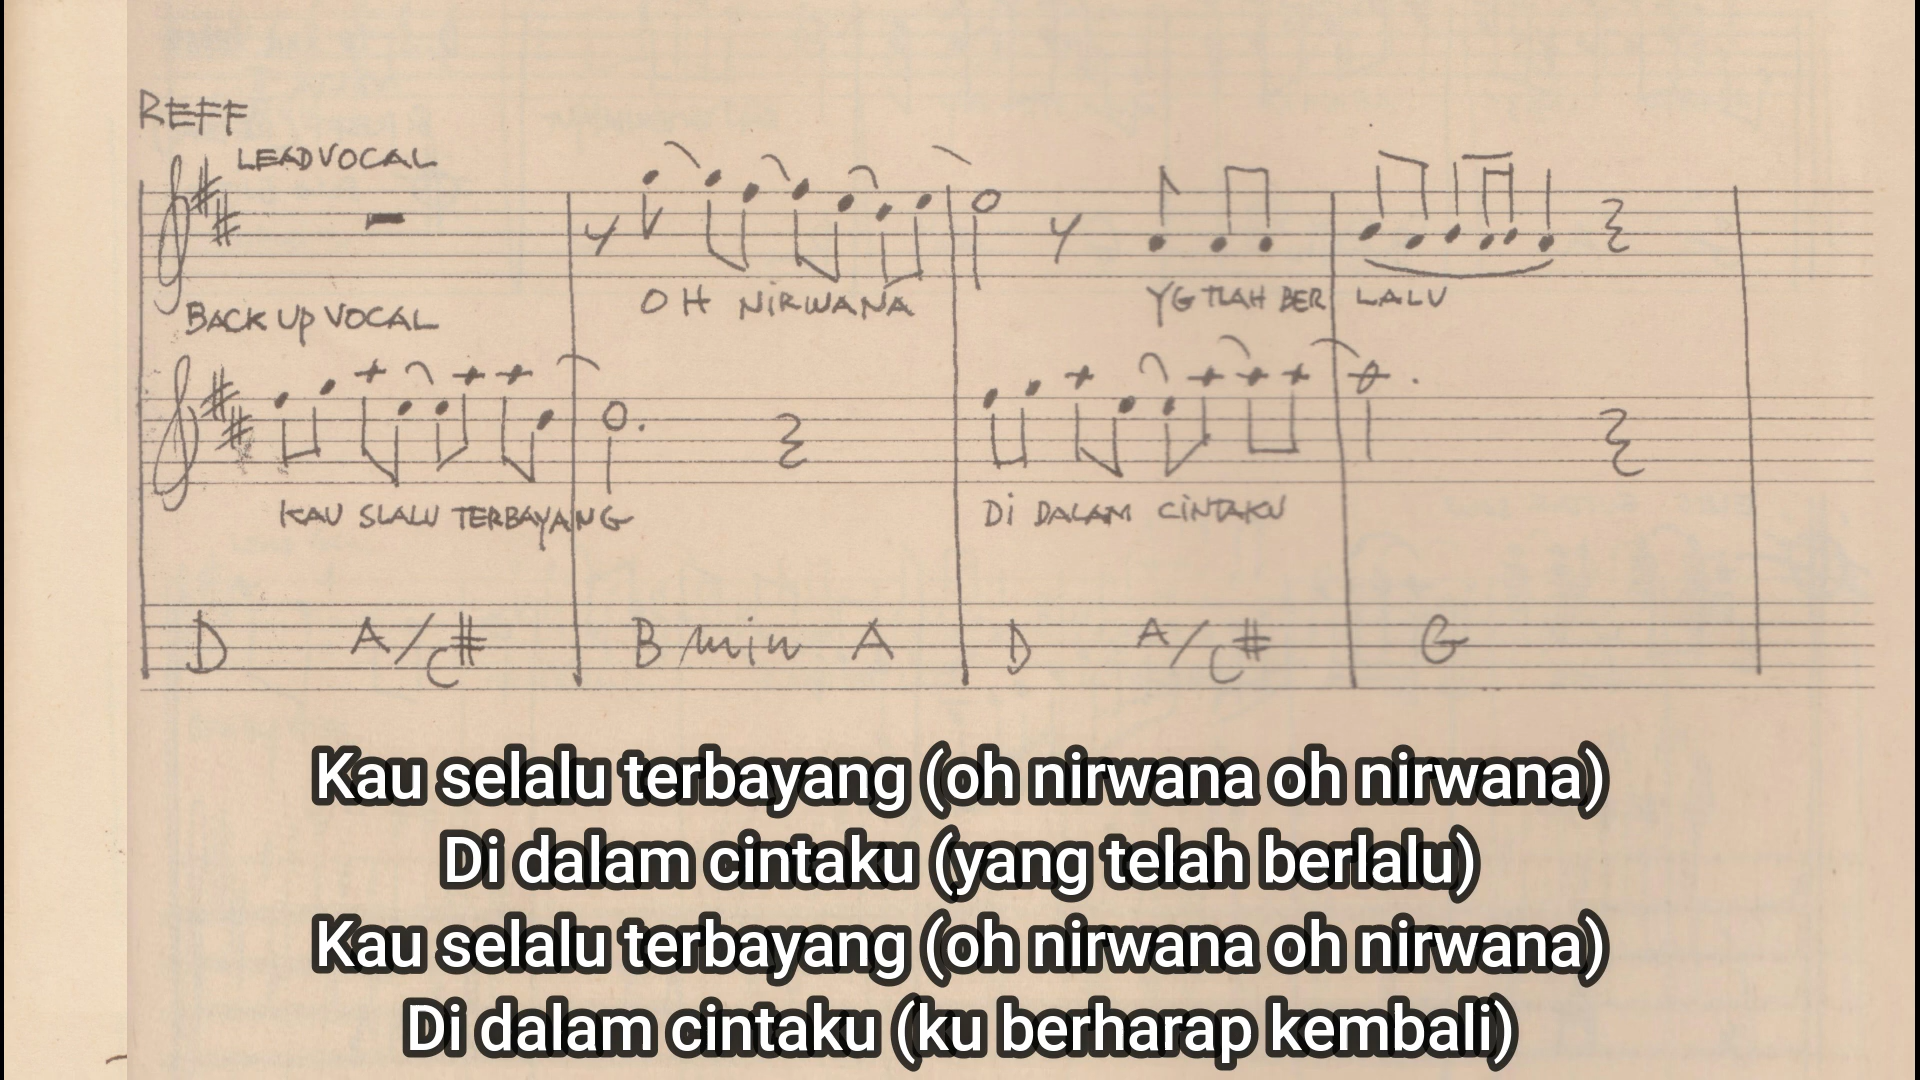 REFF
LEAD VOCAL
OH NIRWANA YG TLAH BER LALU
BACK UP VOCAL
KAU SLALU TERBAYANG DI DALAM CINTAKU
D A/C# B min A D A/C# G
Kau selalu terbayang (oh nirwana oh nirwana)
Di dalam cintaku (yang telah berlalu)
Kau selalu terbayang (oh nirwana oh nirwana)
Di dalam cintaku (ku berharap kembali)